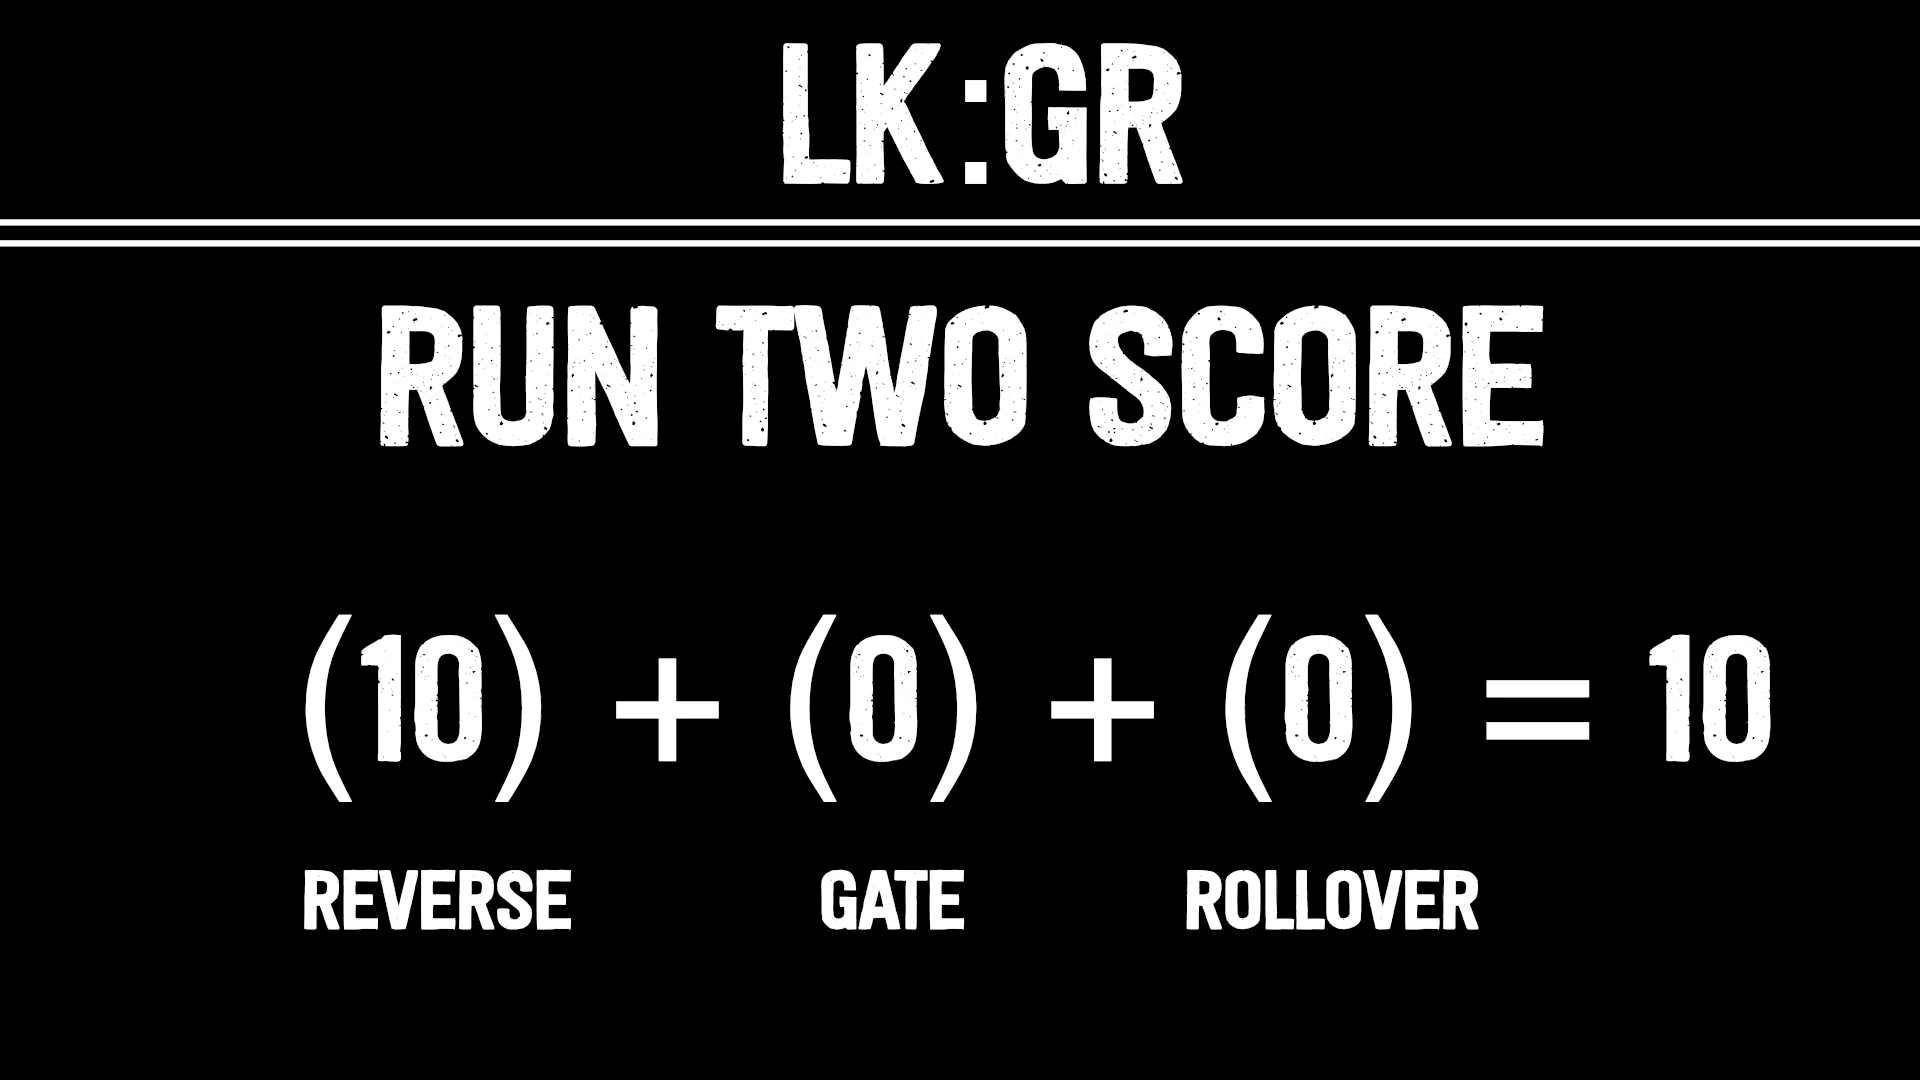 LK:GR
RUN TWO SCORE
(10) + (0) + (0) = 10
REVERSE GATE ROLLOVER